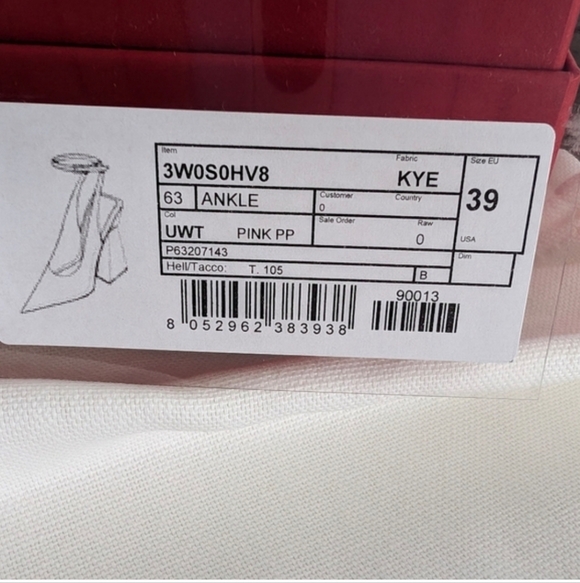 Item
3W0S0HV8
Fabric
KYE
Size EU
39
63 ANKLE
Customer
0
Country
Col
UWT PINK PP
Sale Order
Raw
0
USA
P63207143
Dim
Hell/Tacco: T. 105
B
90013
8 052962 383938